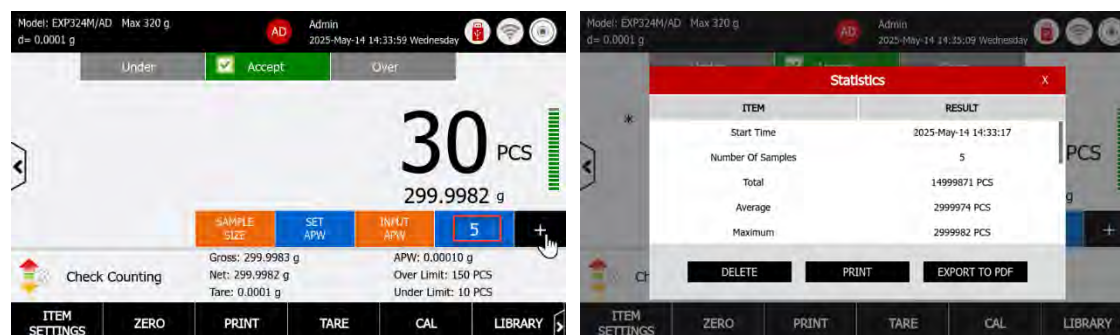 Model: EXP324M/AD Max 320 g
d= 0.0001 g
AD
Admin
2025-May-14 14:33:59 Wednesday
Under
Accept
Over
30 PCS
299.9982 g
SAMPLE SIZE
SET APW
INPUT APW
5
+
Check Counting
Gross: 299.9983 g
Net: 299.9982 g
Tare: 0.0001 g
APW: 0.00010 g
Over Limit: 150 PCS
Under Limit: 10 PCS
ITEM SETTINGS
ZERO
PRINT
TARE
CAL
LIBRARY
Model: EXP324M/AD Max 320 g
d= 0.0001 g
AD
Admin
2025-May-14 14:35:09 Wednesday
Statistics
X
ITEM RESULT
Start Time 2025-May-14 14:33:17
Number Of Samples 5
Total 14999871 PCS
Average 2999974 PCS
Maximum 2999982 PCS
DELETE
PRINT
EXPORT TO PDF
*
PCS
g
+
ITEM SETTINGS
ZERO
PRINT
TARE
CAL
LIBRARY